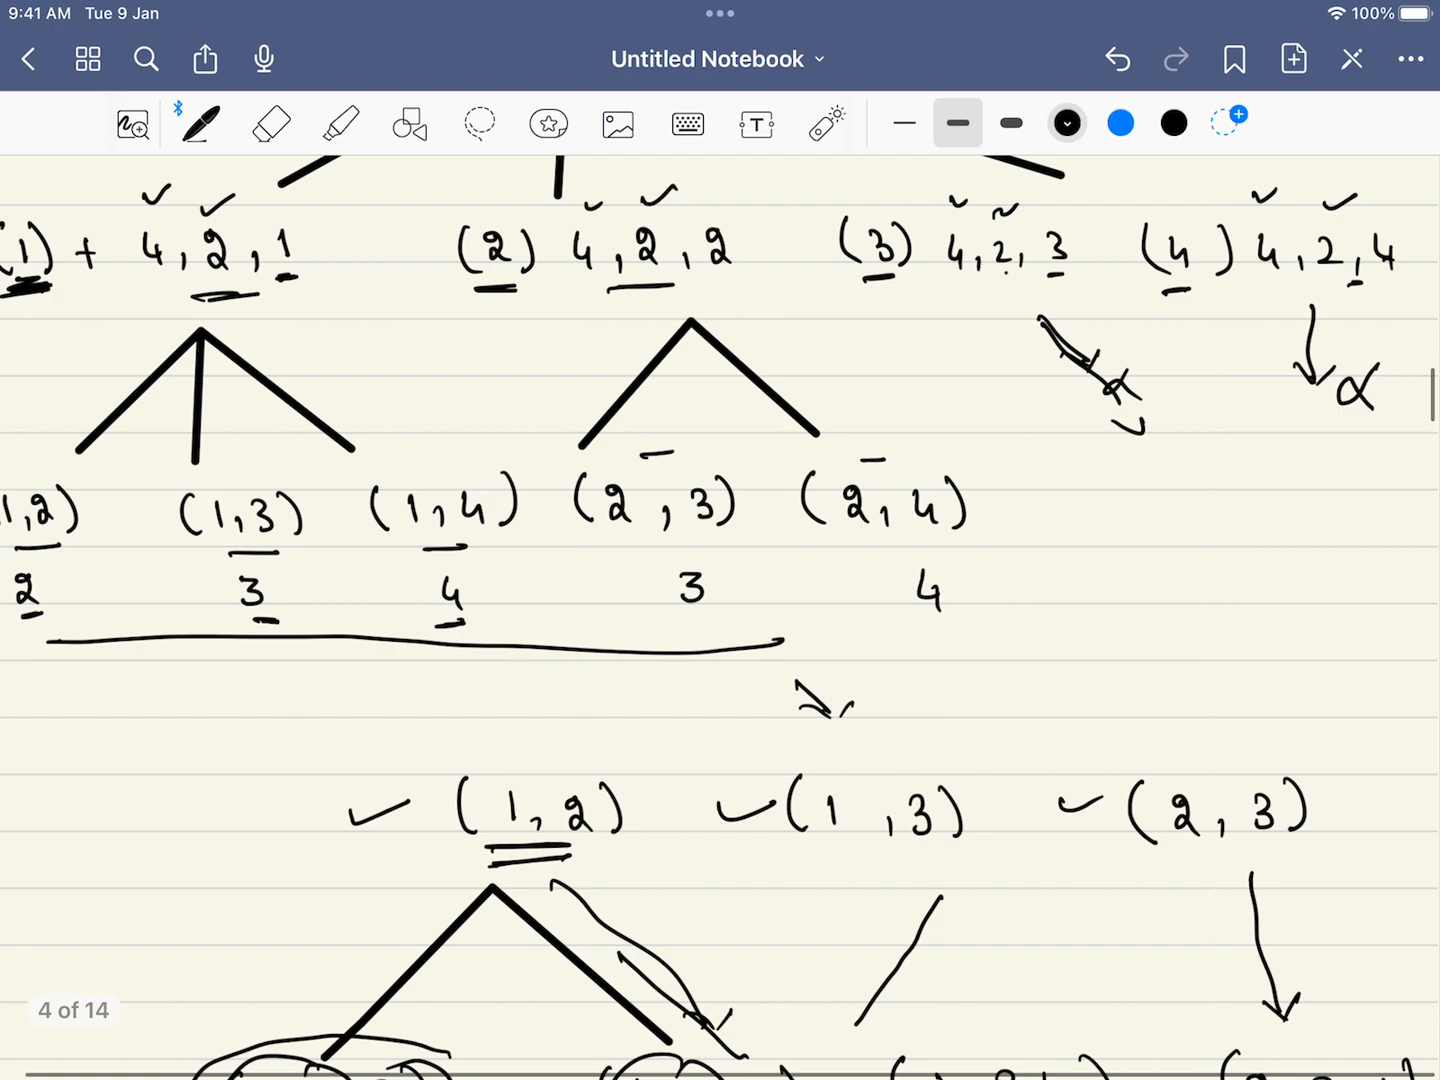 9:41 AM Tue 9 Jan
100%
Untitled Notebook
T
(1) + 4, 2, 1 (2) 4, 2, 2 (3) 4, 2, 3 (4) 4, 2, 4
1,2) (1,3) (1,4) (2,3) (2,4)
2 3 4 3 4
(1,2) (1,3) (2,3)
4 of 14